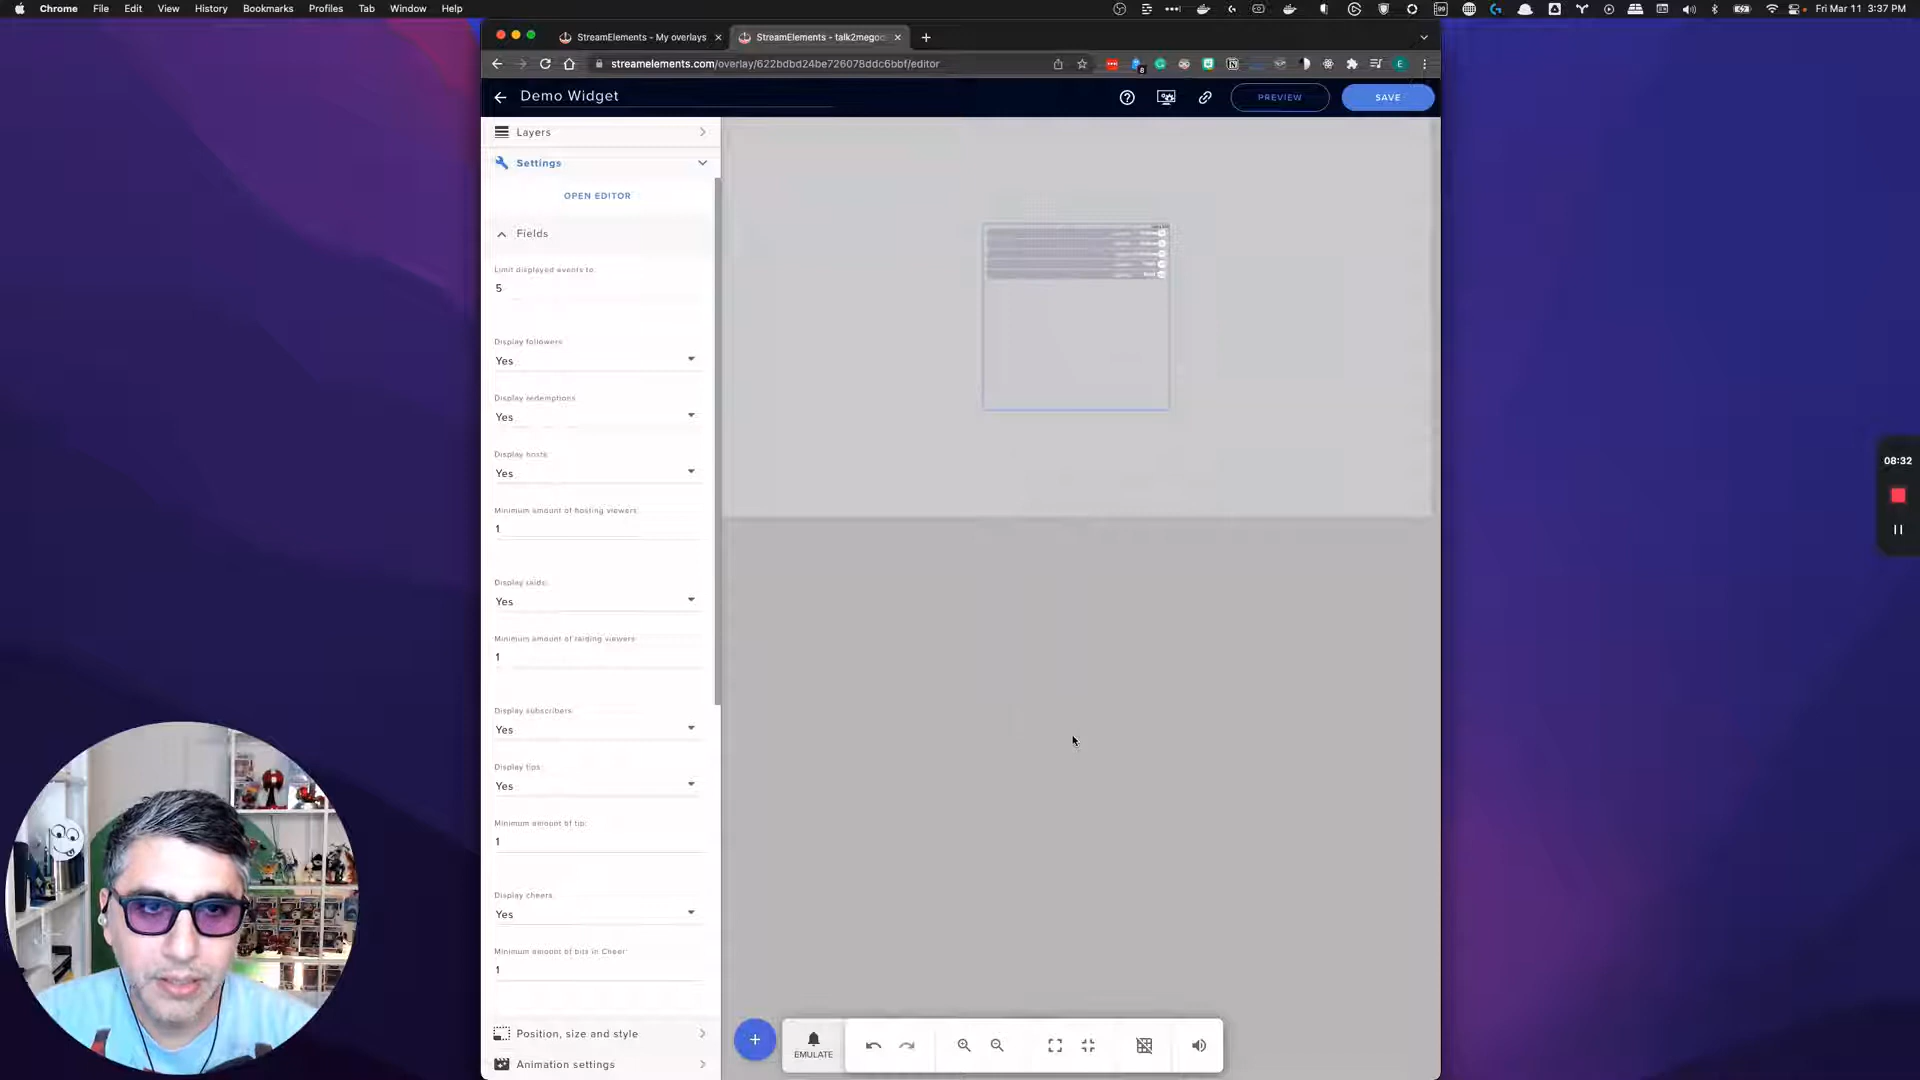 Chrome File Edit View History Bookmarks Profiles Tab Window Help
Fri Mar 11 3:37 PM
StreamElements - My overlays
StreamElements - talk2megoo
streamelements.com/overlay/622bdbd24be726078ddc6bbf/editor
Demo Widget
PREVIEW
SAVE
Layers
Settings
OPEN EDITOR
Fields
Limit displayed events to:
5
Display followers
Yes
Display redemptions
Yes
Display hosts:
Yes
Minimum amount of hosting viewers:
1
Display raids:
Yes
Minimum amount of raiding viewers
1
Display subscribers:
Yes
Display tips:
Yes
Minimum amount of tip:
1
Display cheers:
Yes
Minimum amount of bits in Cheer:
1
Position, size and style
Animation settings
EMULATE
08:32